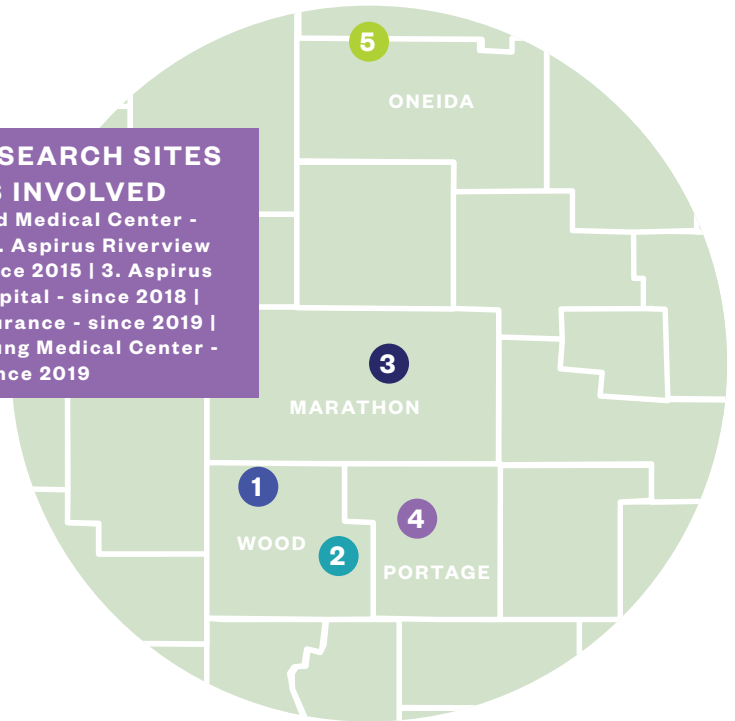 5
ONEIDA
SEARCH SITES
S INVOLVED
d Medical Center -
. Aspirus Riverview
ce 2015 | 3. Aspirus
pital - since 2018 |
urance - since 2019 |
ung Medical Center -
nce 2019
3
MARATHON
1
4
WOOD
2
PORTAGE